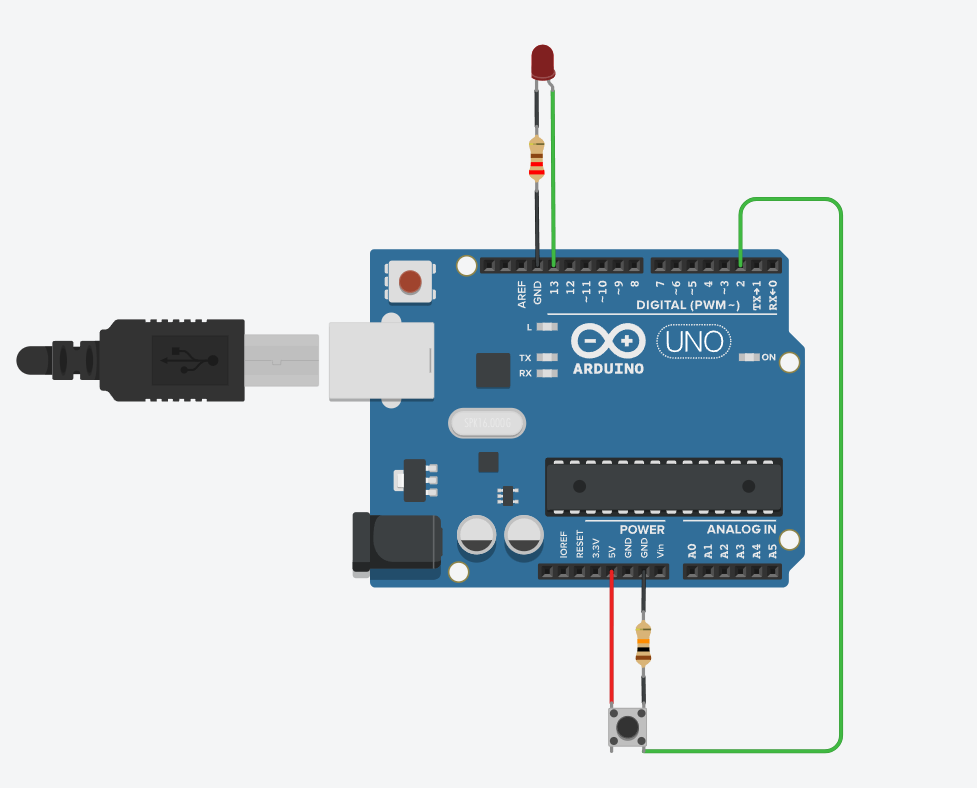 AREF
GND
13
12
~11
~10
~9
8
7
~6
~5
4
~3
2
TX→1
RX←0
DIGITAL (PWM~)
L
TX
RX
UNO
ON
ARDUINO
POWER
ANALOG IN
IOREF
RESET
3.3V
5V
GND
GND
Vin
A0
A1
A2
A3
A4
A5